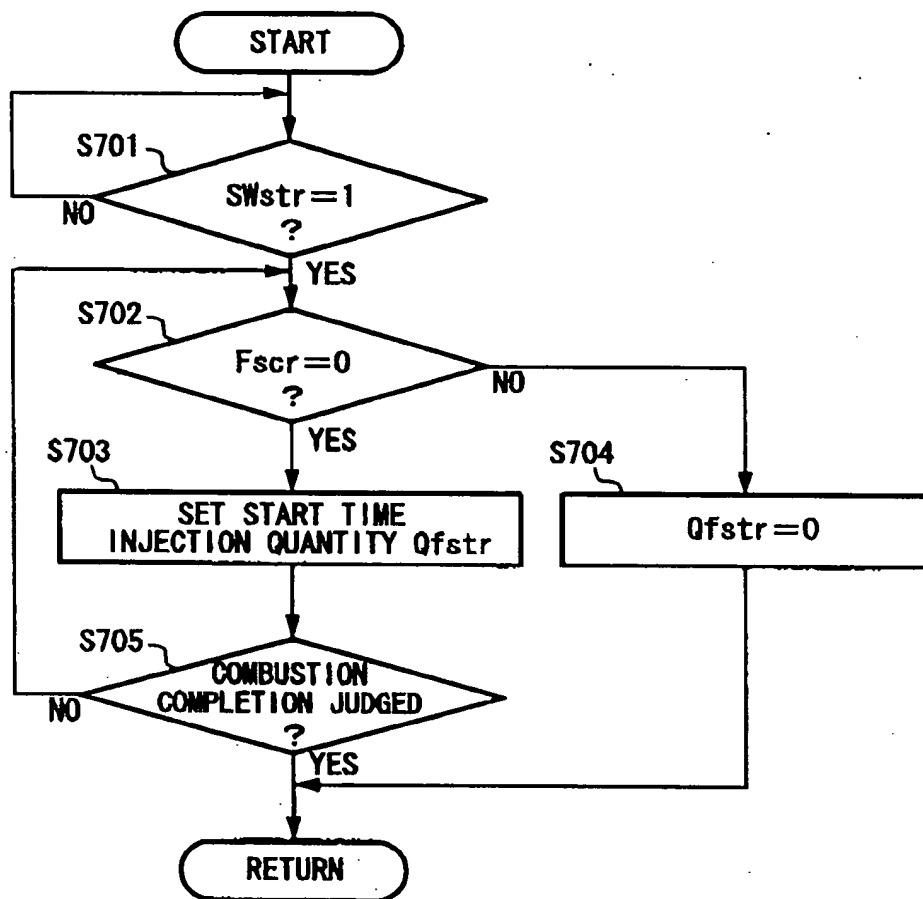 START
S701
SWstr=1
?
NO
YES
S702
Fscr=0
?
NO
YES
S703
SET START TIME
INJECTION QUANTITY Qfstr
S704
Qfstr=0
S705
COMBUSTION
COMPLETION JUDGED
?
NO
YES
RETURN